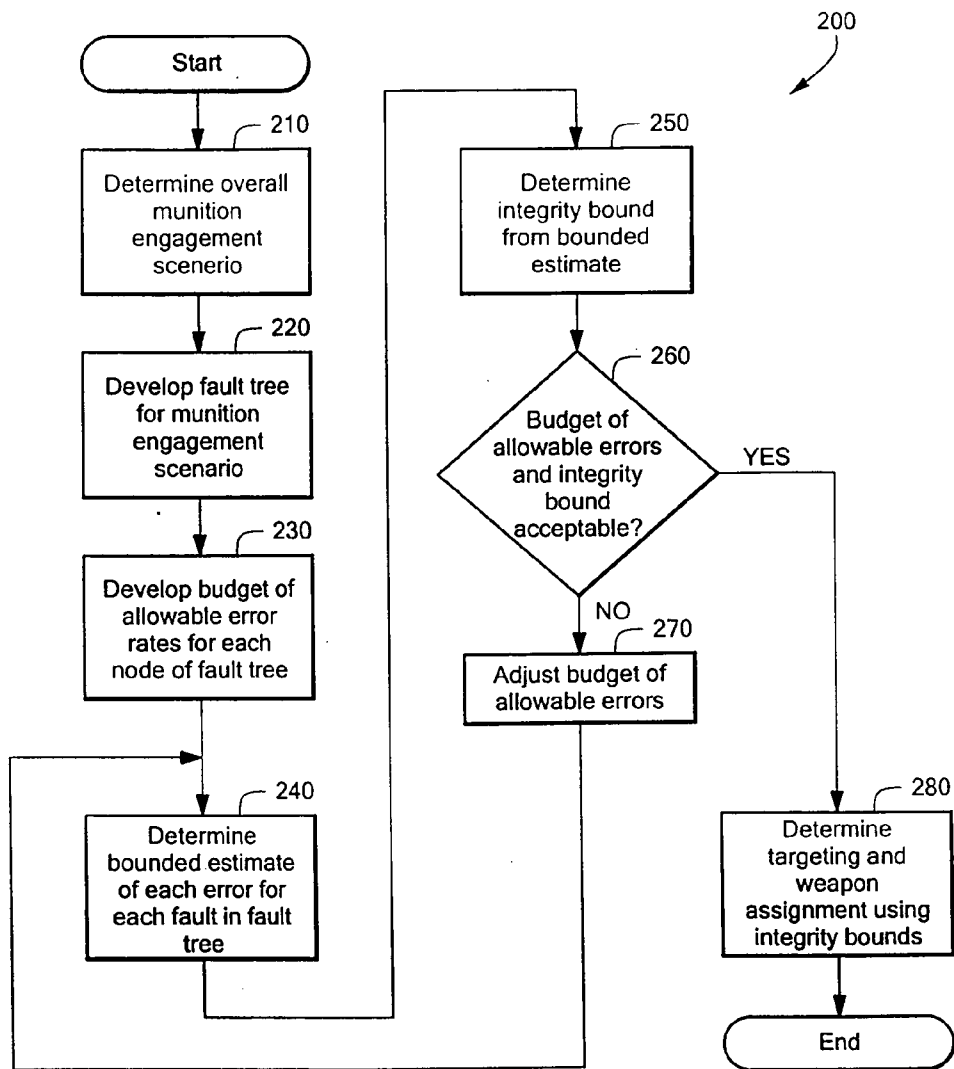 200
Start
210
Determine overall
munition
engagement
scenerio
220
Develop fault tree
for munition
engagement
scenario
230
Develop budget of
allowable error
rates for each
node of fault tree
240
Determine
bounded estimate
of each error for
each fault in fault
tree
250
Determine
integrity bound
from bounded
estimate
260
Budget of
allowable errors
and integrity
bound
acceptable?
YES
NO
270
Adjust budget of
allowable errors
280
Determine
targeting and
weapon
assignment using
integrity bounds
End